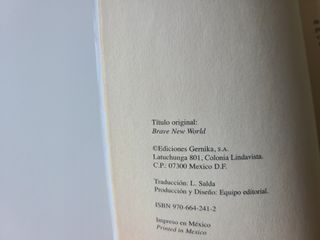 Título original:
Brave New World
©Ediciones Gernika, S.A.
Latuchunga 801, Colonia Lindavista.
C.P.: 07300 Mexico D.F.
Traducción: L. Salda
Producción y Diseño: Equipo editorial.
ISBN 970-664-241-2
Impreso en México
Printed in Mexico